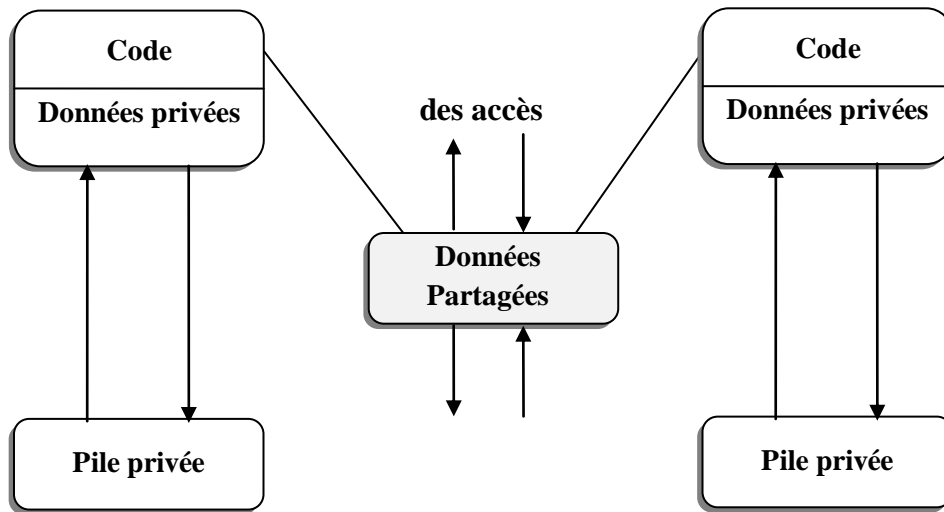 Code
Données privées
Pile privée
des accès
Données
Partagées
Code
Données privées
Pile privée